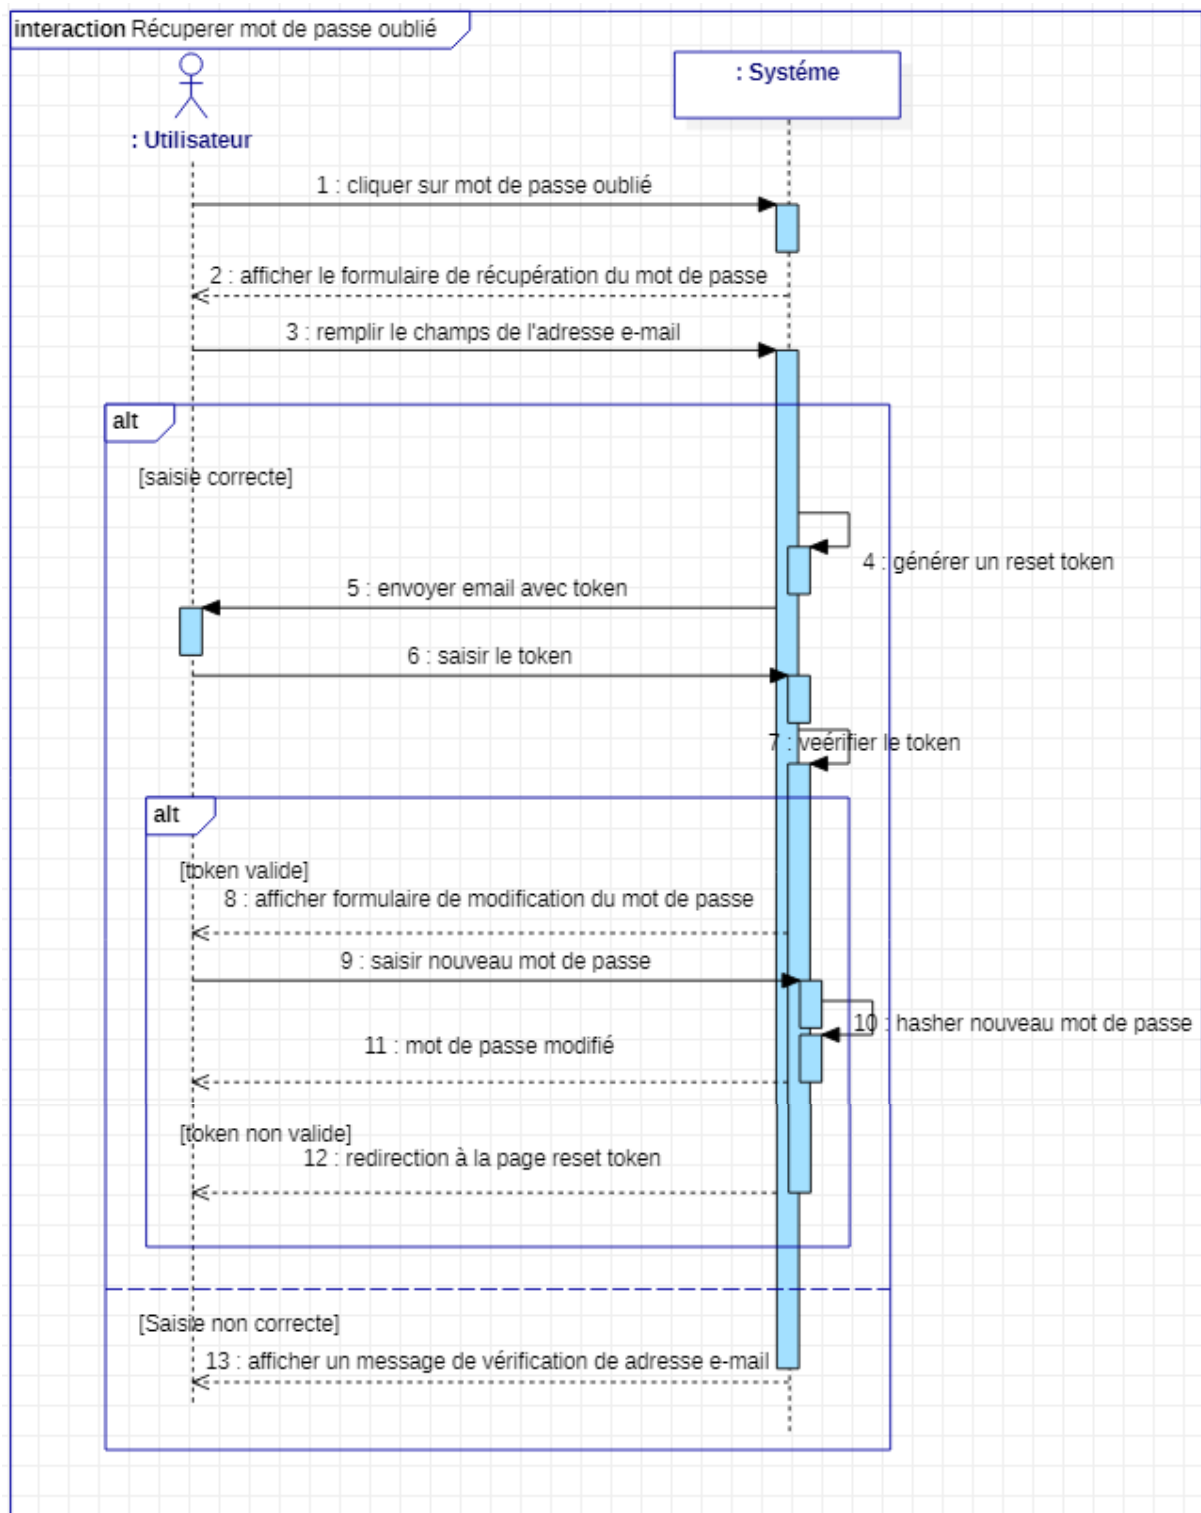 interaction Récuperer mot de passe oublié
: Systéme
: Utilisateur
1 : cliquer sur mot de passe oublié
2 : afficher le formulaire de récupération du mot de passe
3 : remplir le champs de l'adresse e-mail
alt
[saisie correcte]
4 : générer un reset token
5 : envoyer email avec token
6 : saisir le token
7 : veérifier le token
alt
[token valide]
8 : afficher formulaire de modification du mot de passe
9 : saisir nouveau mot de passe
10 : hasher nouveau mot de passe
11 : mot de passe modifié
[token non valide]
12 : redirection à la page reset token
[Saisie non correcte]
13 : afficher un message de vérification de adresse e-mail